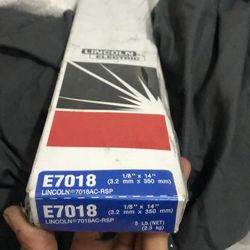 LINCOLN
ELECTRIC
E7018
1/8" x 14"
(3.2 mm x 350 mm)
LINCOLN®7018AC-RSP
E7018
1/8" x 14"
(3.2 mm x 350 mm)
LINCOLN®7018AC-RSP
5 Lb.(NET)
(2.3 kg)